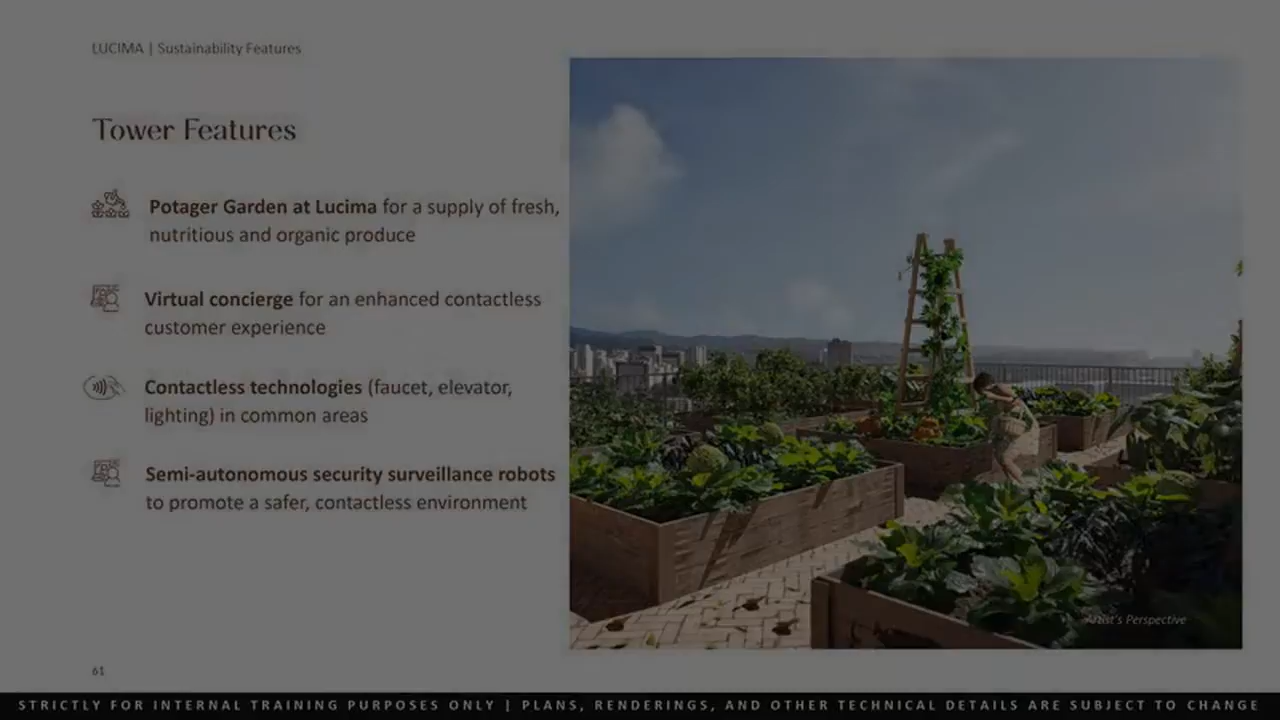 LUCIMA | Sustainability Features
Tower Features
Potager Garden at Lucima for a supply of fresh,
nutritious and organic produce
Virtual concierge for an enhanced contactless
customer experience
Contactless technologies (faucet, elevator,
lighting) in common areas
Semi-autonomous security surveillance robots
to promote a safer, contactless environment
Artist's Perspective
61
STRICTLY FOR INTERNAL TRAINING PURPOSES ONLY | PLANS, RENDERINGS, AND OTHER TECHNICAL DETAILS ARE SUBJECT TO CHANGE